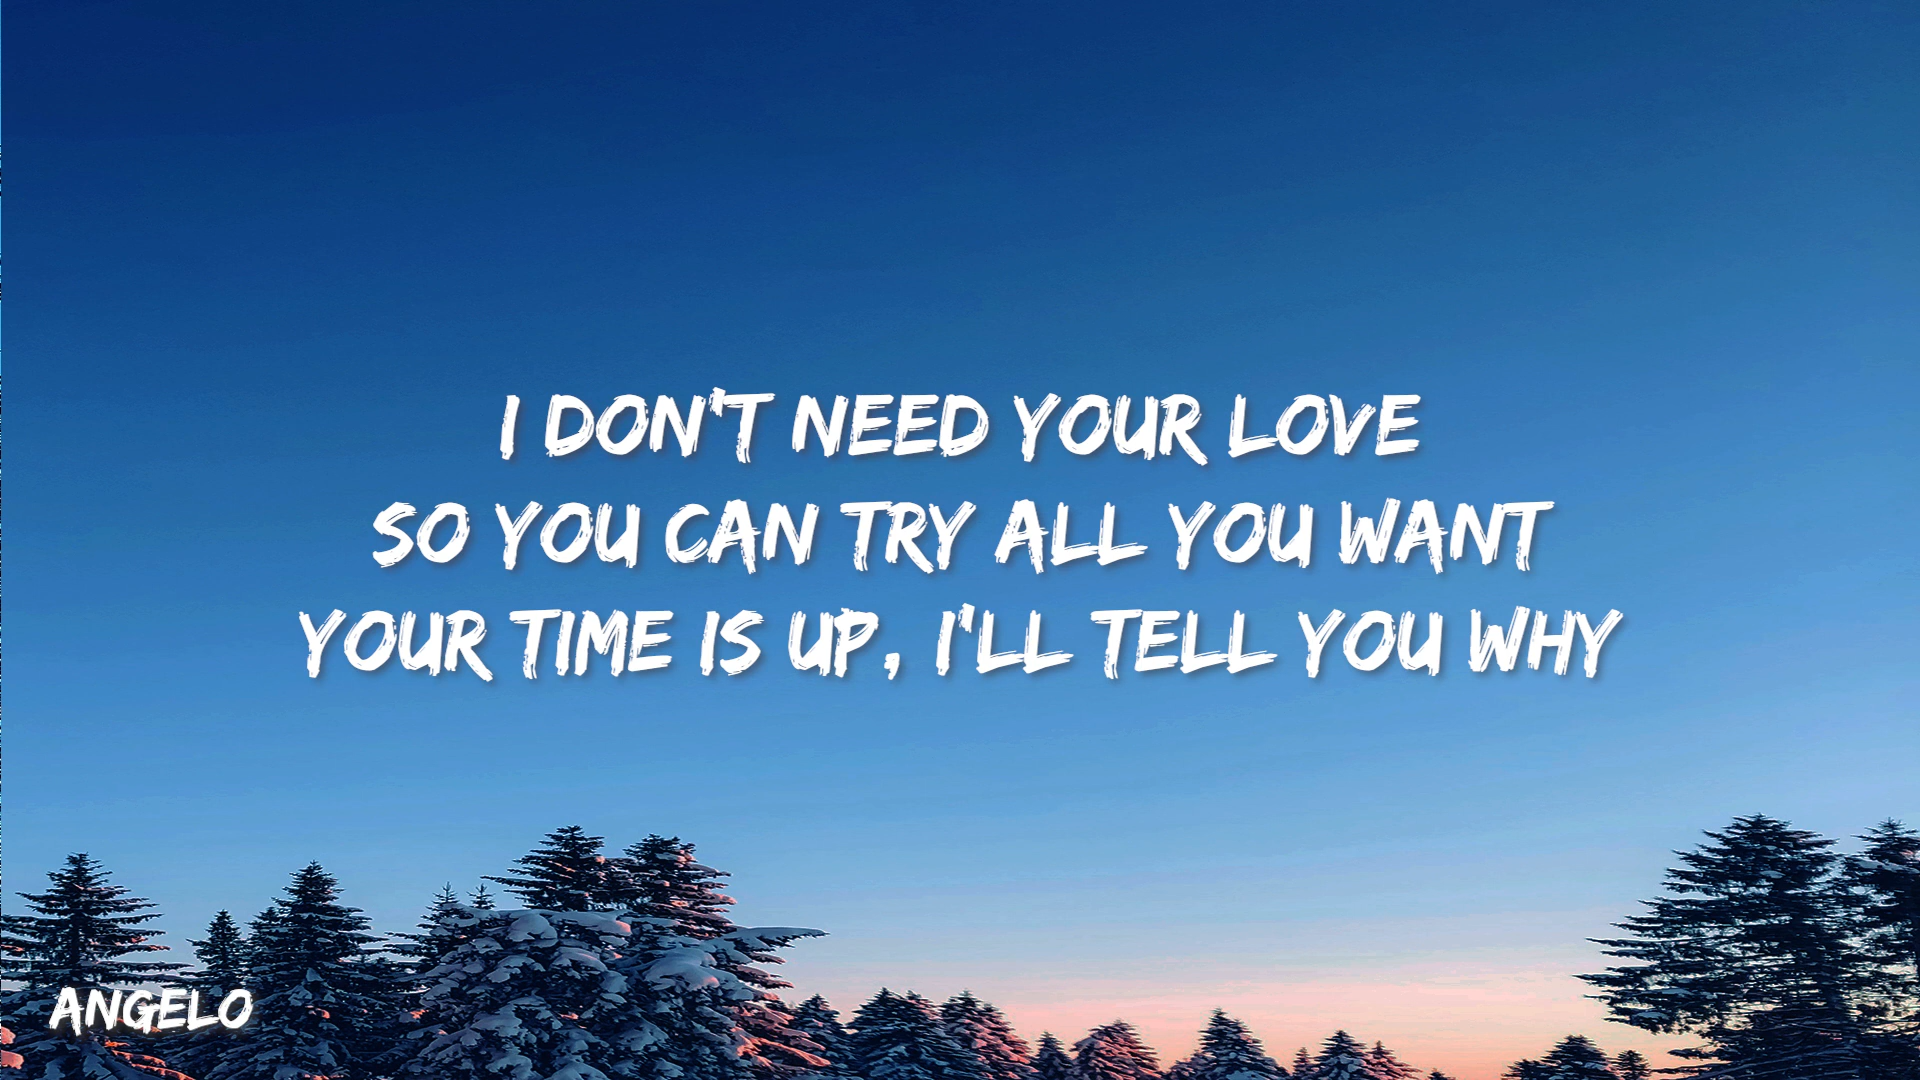 I DON'T NEED YOUR LOVE
SO YOU CAN TRY ALL YOU WANT
YOUR TIME IS UP, I'LL TELL YOU WHY
ANGELO